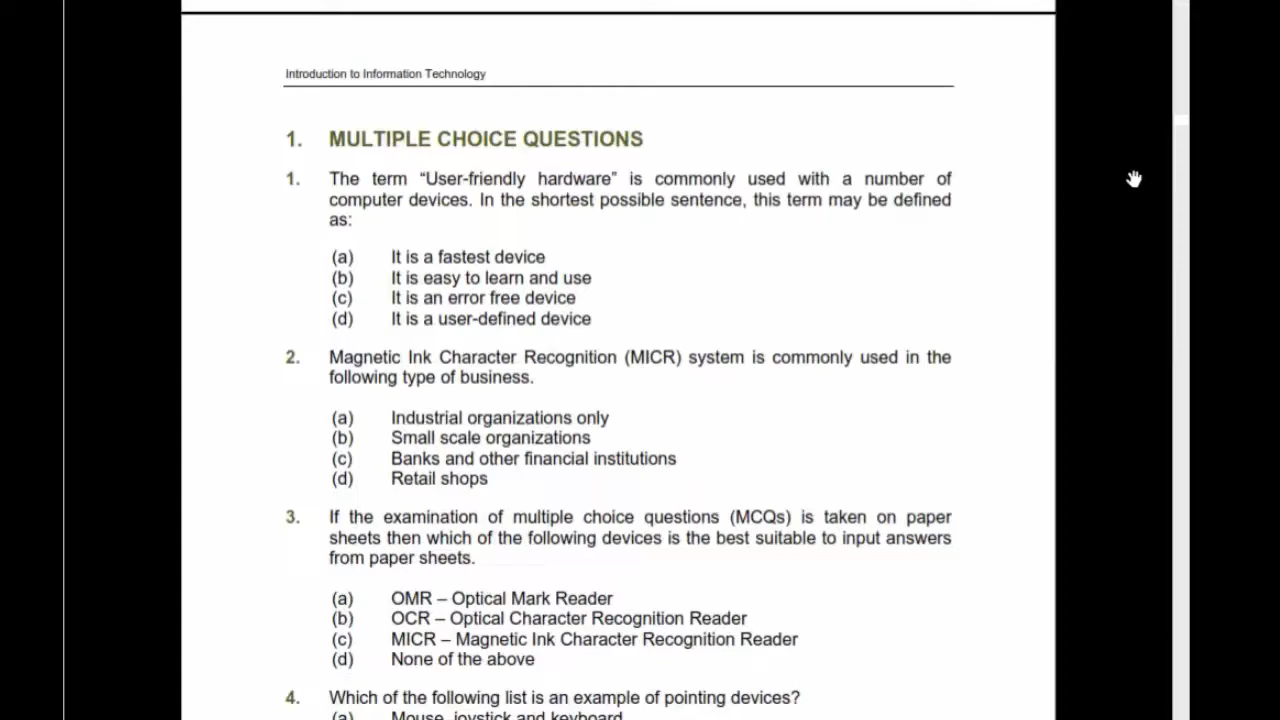 Introduction to Information Technology
1. MULTIPLE CHOICE QUESTIONS
1. The term “User-friendly hardware” is commonly used with a number of
computer devices. In the shortest possible sentence, this term may be defined
as:
(a) It is a fastest device
(b) It is easy to learn and use
(c) It is an error free device
(d) It is a user-defined device
2. Magnetic Ink Character Recognition (MICR) system is commonly used in the
following type of business.
(a) Industrial organizations only
(b) Small scale organizations
(c) Banks and other financial institutions
(d) Retail shops
3. If the examination of multiple choice questions (MCQs) is taken on paper
sheets then which of the following devices is the best suitable to input answers
from paper sheets.
(a) OMR – Optical Mark Reader
(b) OCR – Optical Character Recognition Reader
(c) MICR – Magnetic Ink Character Recognition Reader
(d) None of the above
4. Which of the following list is an example of pointing devices?
(a) Mouse, joystick and keyboard